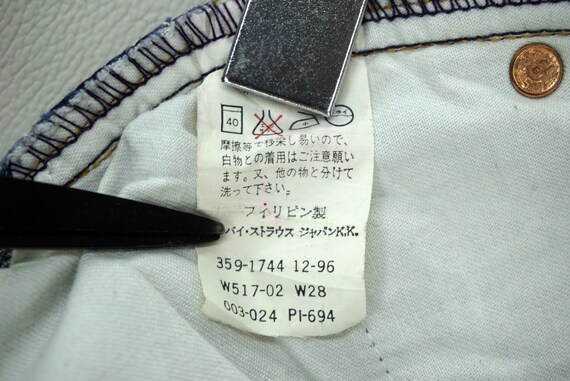 40
摩擦等で移染し易いので、
白物との着用はご注意願い
ます。又、他の物と分けて
洗って下さい。
フィリピン製
バイ・ストラウス ジャパンK.K.
359-1744 12-96
W517-02 W28
003-024 PI-694